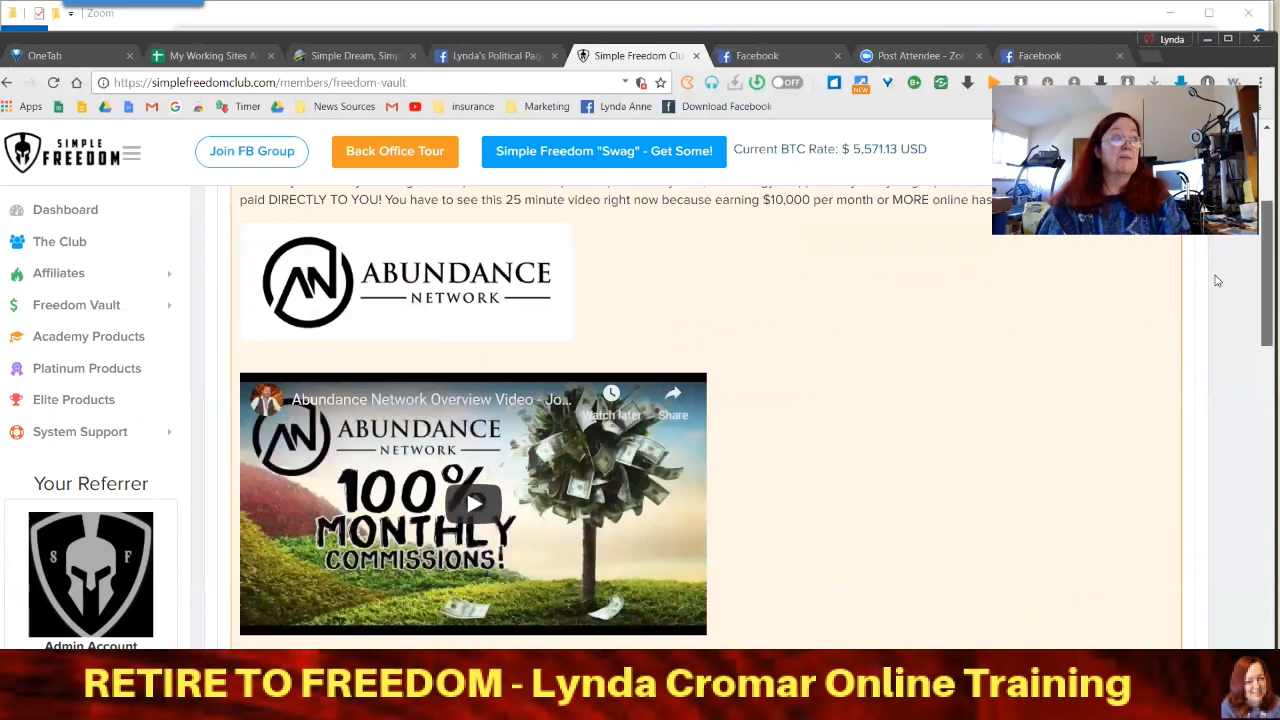 Zoom
Lynda
OneTab
My Working Sites A
Simple Dream, Simp
Lynda's Political Pag
Simple Freedom Clu
Facebook
Post Attendee - Zoo
Facebook
https://simplefreedomclub.com/members/freedom-vault
OFF
NEW
Apps
Timer
News Sources
insurance
Marketing
Lynda Anne
Download Facebook
SIMPLE
FREEDOM
Join FB Group
Back Office Tour
Simple Freedom "Swag" - Get Some!
Current BTC Rate: $ 5,571.13 USD
paid DIRECTLY TO YOU! You have to see this 25 minute video right now because earning $10,000 per month or MORE online has
Dashboard
The Club
Affiliates
Freedom Vault
Academy Products
Platinum Products
Elite Products
System Support
Your Referrer
S F
Admin Account
AN ABUNDANCE
NETWORK
Abundance Network Overview Video - Jo...
Watch later
Share
AN ABUNDANCE
NETWORK
100%
MONTHLY
COMMISSIONS!
RETIRE TO FREEDOM - Lynda Cromar Online Training